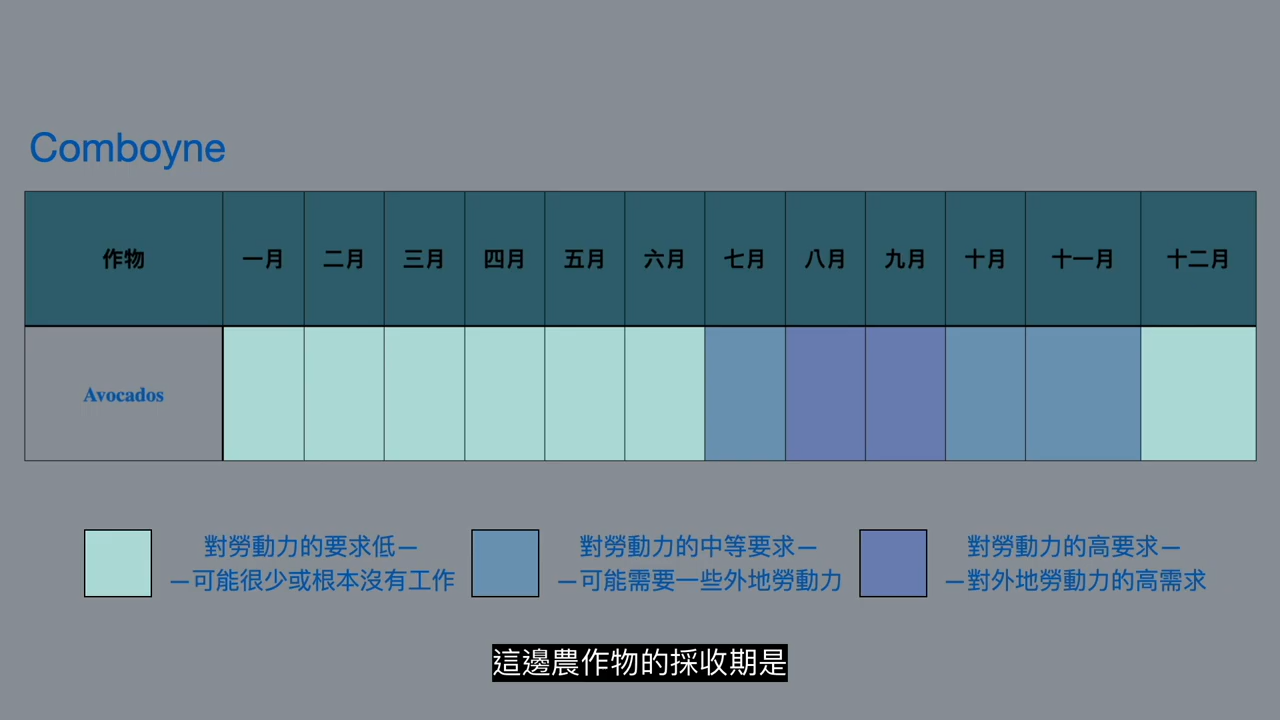 Comboyne
作物 一月 二月 三月 四月 五月 六月 七月 八月 九月 十月 十一月 十二月
Avocados
對勞動力的要求低—
—可能很少或根本沒有工作
對勞動力的中等要求—
—可能需要一些外地勞動力
對勞動力的高要求—
—對外地勞動力的高需求
這邊農作物的採收期是